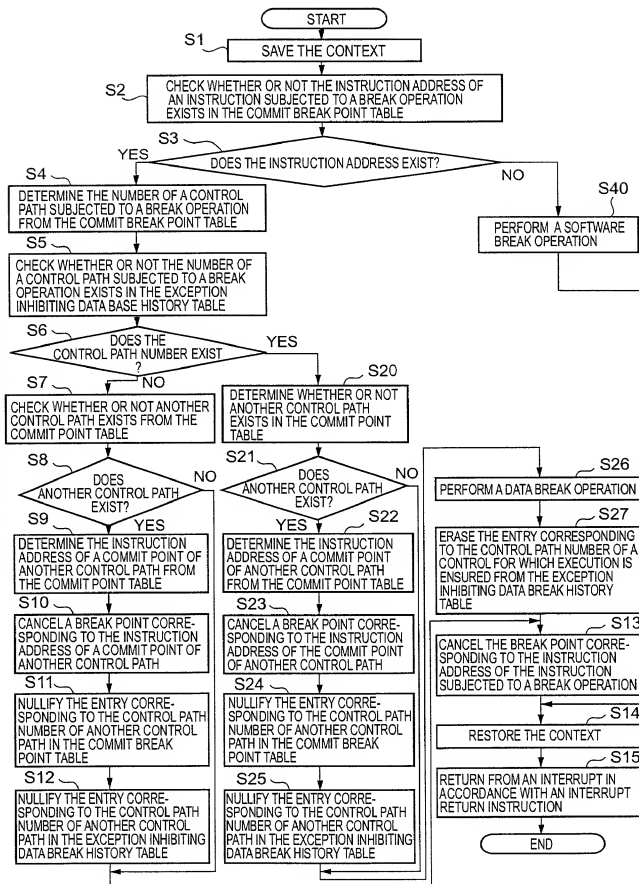 START
S1
SAVE THE CONTEXT
S2
CHECK WHETHER OR NOT THE INSTRUCTION ADDRESS OF
AN INSTRUCTION SUBJECTED TO A BREAK OPERATION
EXISTS IN THE COMMIT BREAK POINT TABLE
S3
DOES THE INSTRUCTION ADDRESS EXIST?
YES
NO
S4
DETERMINE THE NUMBER OF A CONTROL
PATH SUBJECTED TO A BREAK OPERATION
FROM THE COMMIT BREAK POINT TABLE
S40
PERFORM A SOFTWARE
BREAK OPERATION
S5
CHECK WHETHER OR NOT THE NUMBER OF
A CONTROL PATH SUBJECTED TO A BREAK
OPERATION EXISTS IN THE EXCEPTION
INHIBITING DATA BASE HISTORY TABLE
S6
DOES THE
CONTROL PATH NUMBER EXIST
?
YES
NO
S7
CHECK WHETHER OR NOT ANOTHER
CONTROL PATH EXISTS FROM THE
COMMIT POINT TABLE
S8
DOES
ANOTHER CONTROL PATH
EXIST?
NO
YES
S9
DETERMINE THE INSTRUCTION
ADDRESS OF A COMMIT POINT OF
ANOTHER CONTROL PATH FROM
THE COMMIT POINT TABLE
S10
CANCEL A BREAK POINT CORRE-
SPONDING TO THE INSTRUCTION
ADDRESS OF A COMMIT POINT OF
ANOTHER CONTROL PATH
S11
NULLIFY THE ENTRY CORRE-
SPONDING TO THE CONTROL PATH
NUMBER OF ANOTHER CONTROL
PATH IN THE COMMIT BREAK
POINT TABLE
S12
NULLIFY THE ENTRY CORRE-
SPONDING TO THE CONTROL PATH
NUMBER OF ANOTHER CONTROL
PATH IN THE EXCEPTION INHIBITING
DATA BREAK HISTORY TABLE
S20
DETERMINE WHETHER OR NOT
ANOTHER CONTROL PATH
EXISTS IN THE COMMIT POINT
TABLE
S21
DOES
ANOTHER CONTROL PATH
EXIST?
NO
YES
S22
DETERMINE THE INSTRUCTION
ADDRESS OF A COMMIT POINT
OF ANOTHER CONTROL PATH
FROM THE COMMIT POINT TABLE
S23
CANCEL A BREAK POINT CORRE-
SPONDING TO THE INSTRUCTION
ADDRESS OF THE COMMIT POINT
OF ANOTHER CONTROL PATH
S24
NULLIFY THE ENTRY CORRE-
SPONDING TO THE CONTROL PATH
NUMBER OF ANOTHER CONTROL
PATH IN THE COMMIT BREAK
POINT TABLE
S25
NULLIFY THE ENTRY CORRE-
SPONDING TO THE CONTROL PATH
NUMBER OF ANOTHER CONTROL
PATH IN THE EXCEPTION INHIBITING
DATA BREAK HISTORY TABLE
S26
PERFORM A DATA BREAK OPERATION
S27
ERASE THE ENTRY CORRESPONDING
TO THE CONTROL PATH NUMBER OF A
CONTROL FOR WHICH EXECUTION IS
ENSURED FROM THE EXCEPTION
INHIBITING DATA BREAK HISTORY
TABLE
S13
CANCEL THE BREAK POINT CORRE-
SPONDING TO THE INSTRUCTION
ADDRESS OF THE INSTRUCTION
SUBJECTED TO A BREAK OPERATION
S14
RESTORE THE CONTEXT
S15
RETURN FROM AN INTERRUPT IN
ACCORDANCE WITH AN INTERRUPT
RETURN INSTRUCTION
END